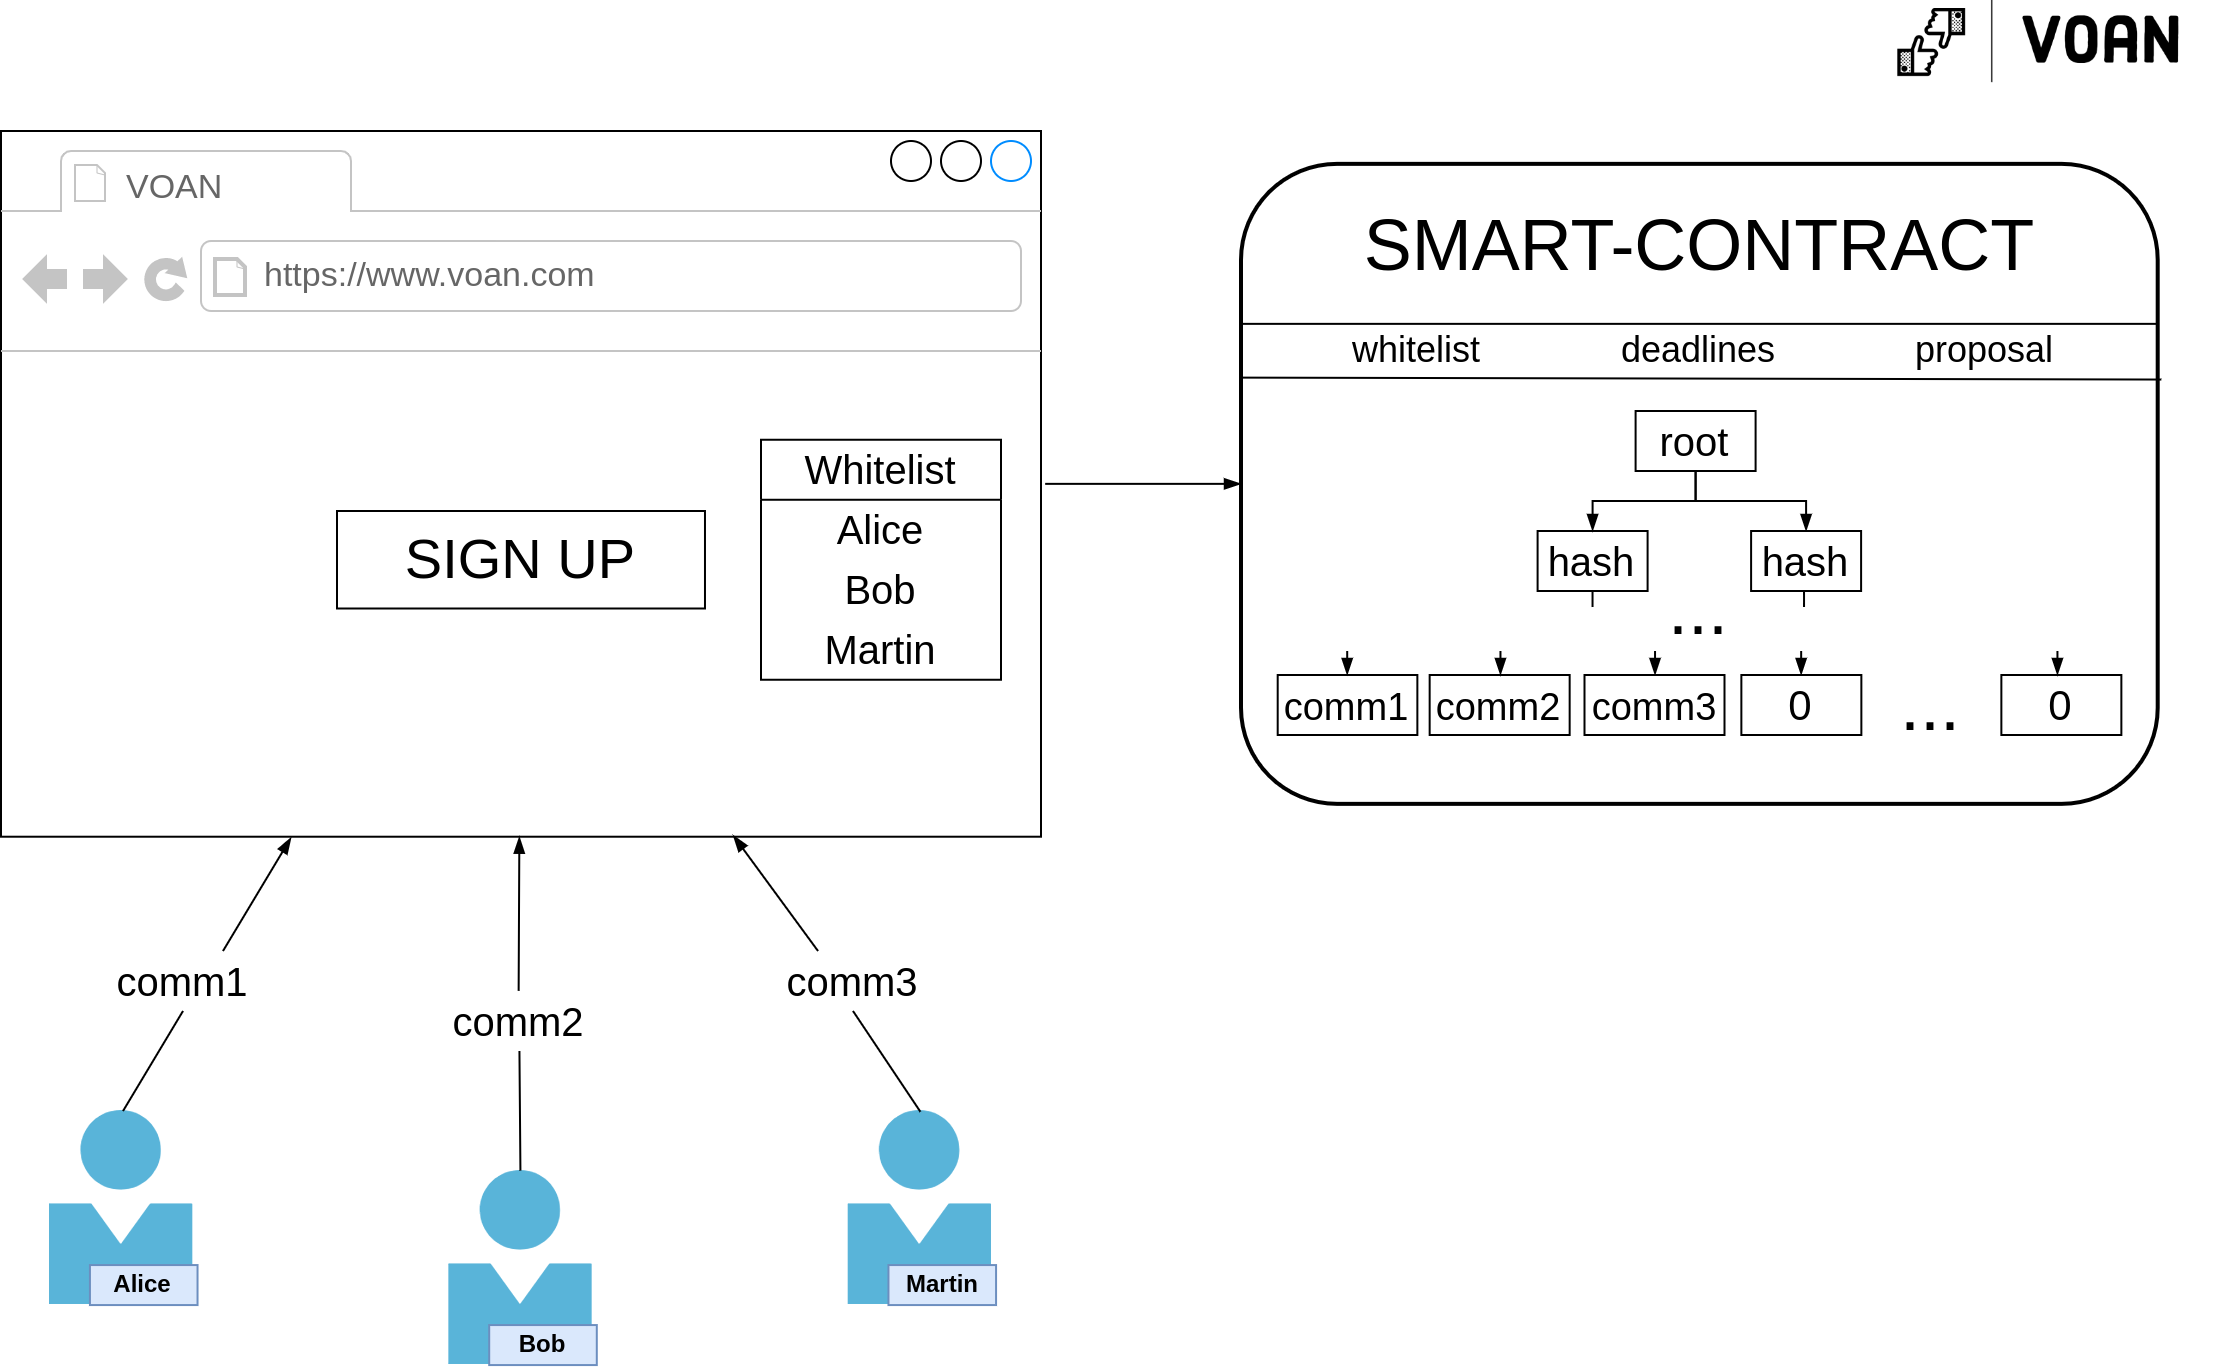 VOAN
VOAN
https://www.voan.com
SIGN UP
Whitelist
Alice
Bob
Martin
SMART-CONTRACT
whitelist deadlines proposal
root
hash hash
...
comm1 comm2 comm3 0 ... 0
comm1
comm2
comm3
Alice
Bob
Martin